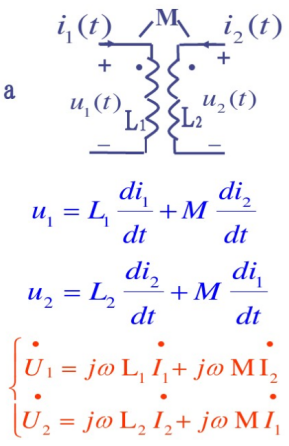 i₁(t) M i₂(t)
+ • • +
a
u₁(t) L₁ L₂ u₂(t)
− −
u₁ = L₁ di₁/dt + M di₂/dt
u₂ = L₂ di₂/dt + M di₁/dt
U̇₁ = jω L₁ İ₁ + jω M İ₂
U̇₂ = jω L₂ İ₂ + jω M İ₁